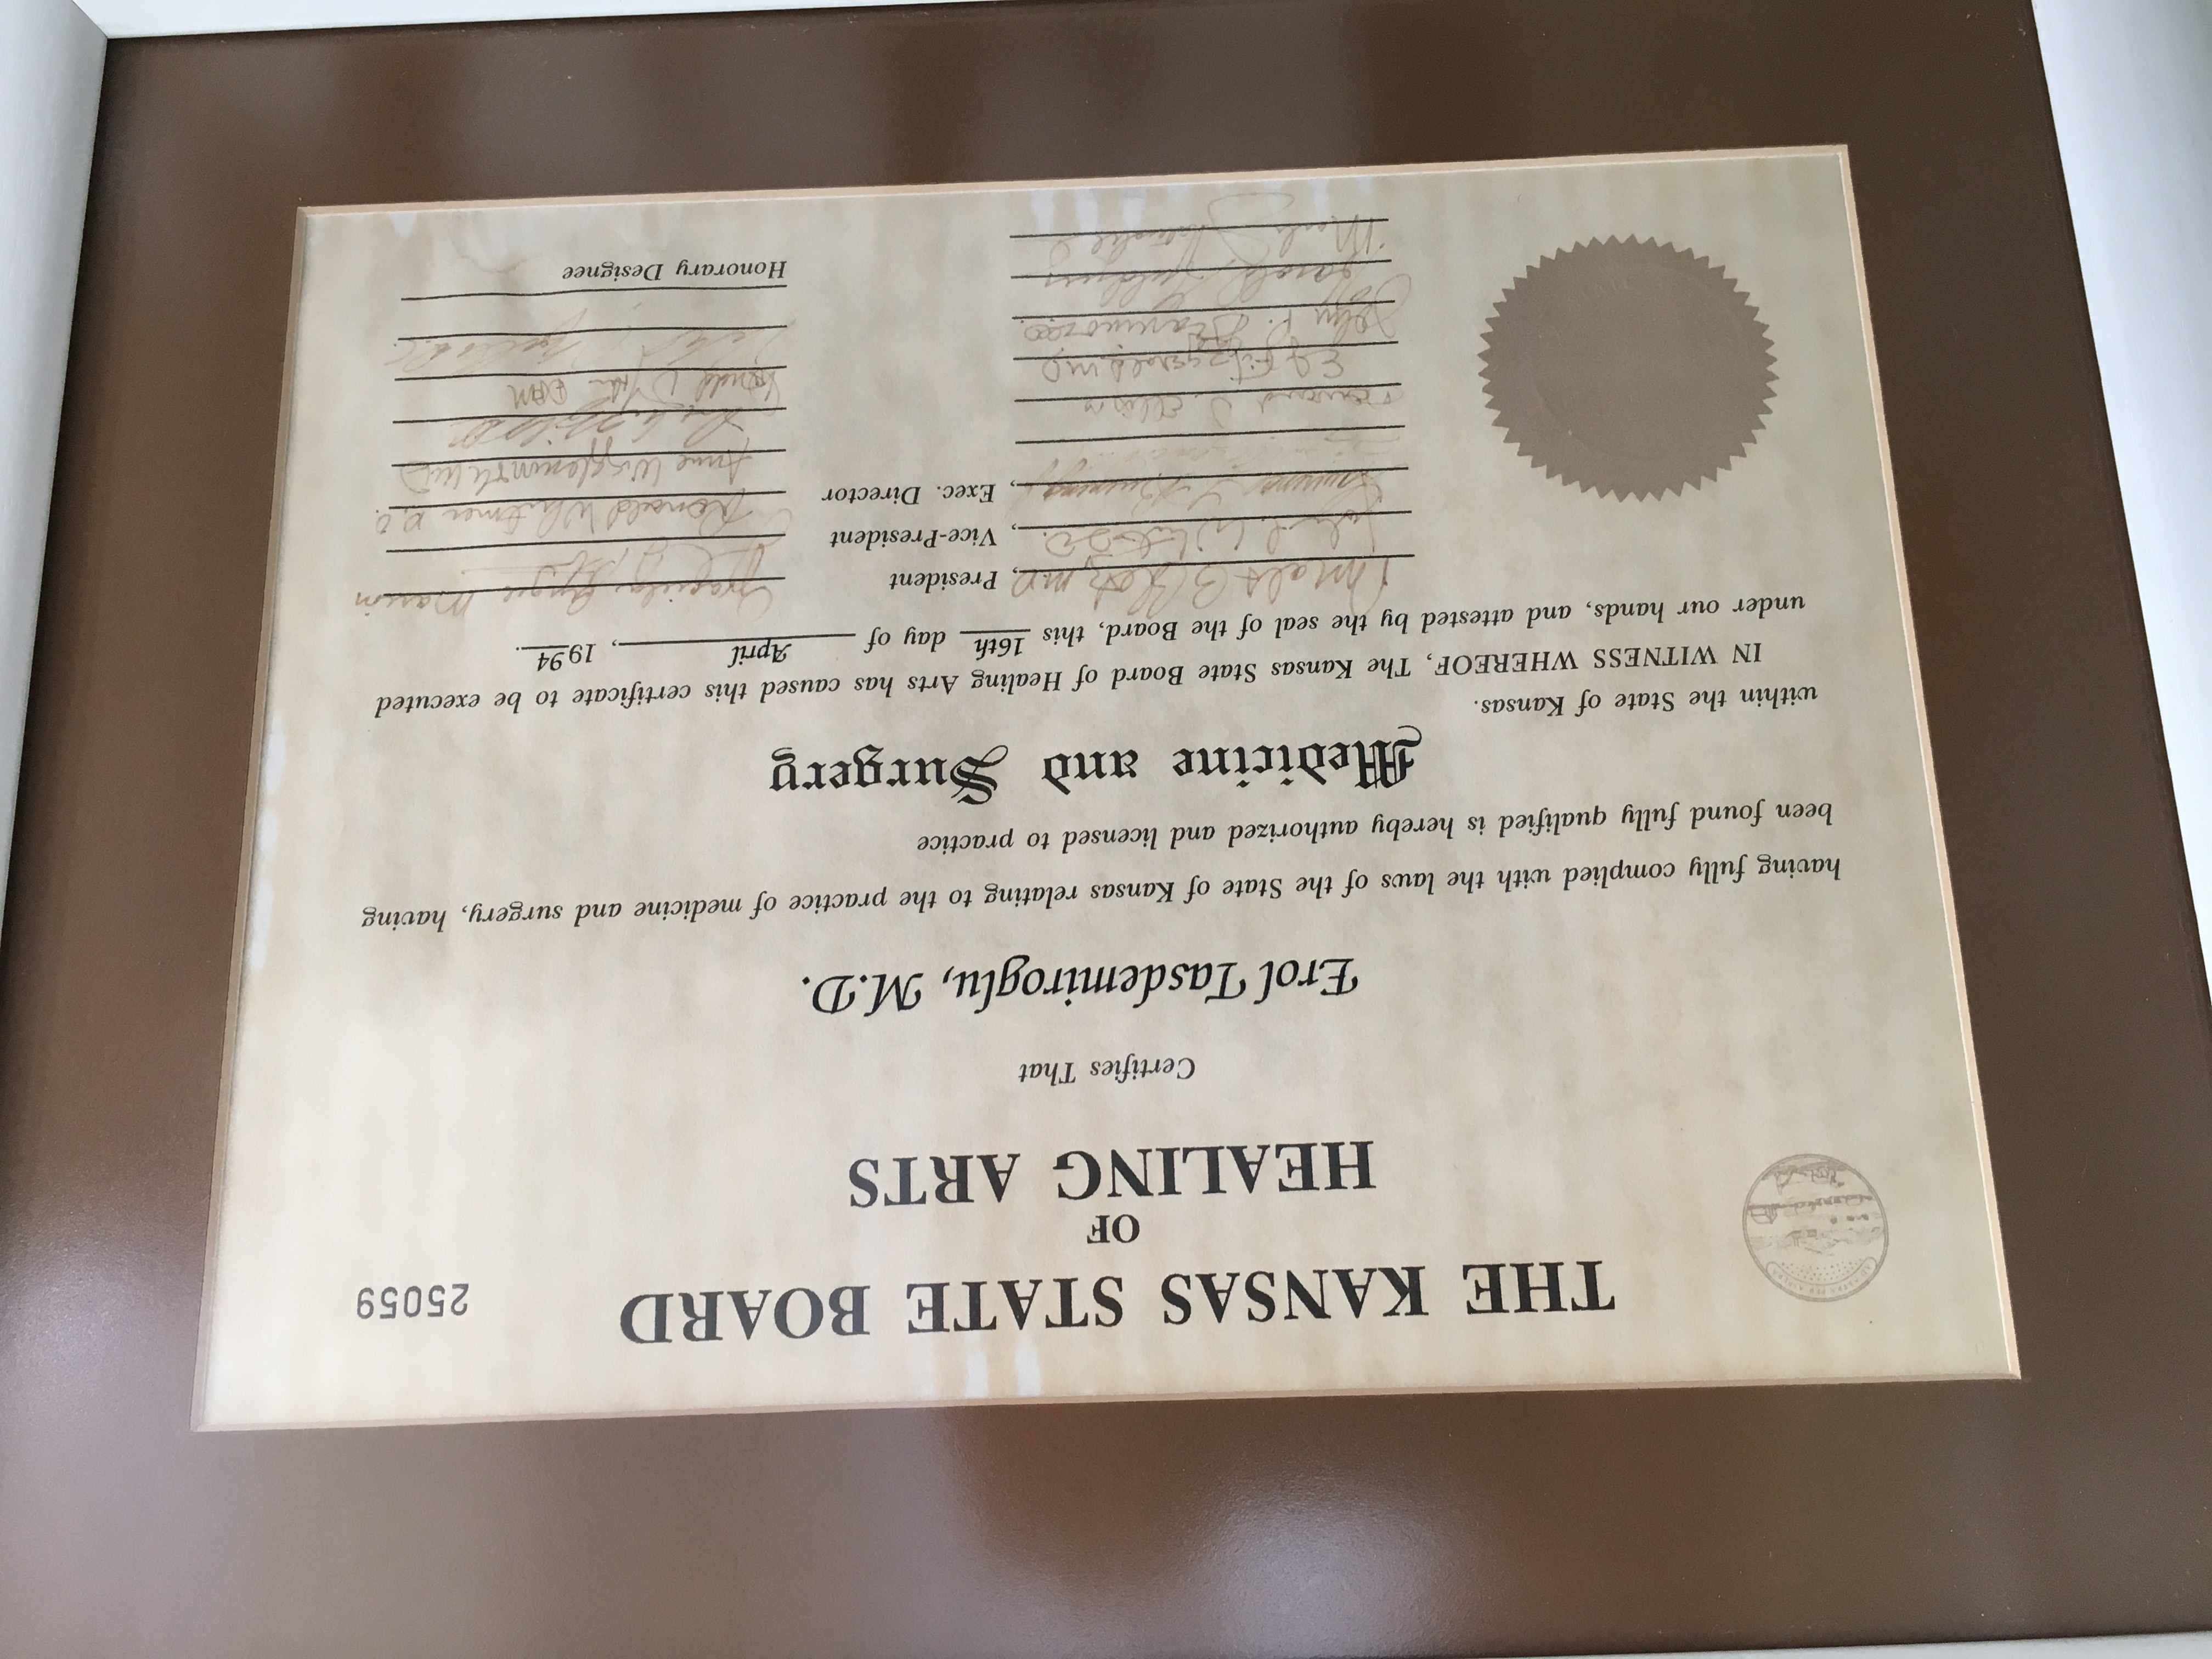 25059
THE KANSAS STATE BOARD
OF
HEALING ARTS
Certifies That
Erol Tasdemiroglu, M.D.
having fully complied with the laws of the State of Kansas relating to the practice of medicine and surgery, having
been found fully qualified is hereby authorized and licensed to practice
Medicine and Surgery
within the State of Kansas.
IN WITNESS WHEREOF, The Kansas State Board of Healing Arts has caused this certificate to be executed
under our hands, and attested by the seal of the Board, this 16th day of April, 1994.
, President
, Vice-President
, Exec. Director
Honorary Designee